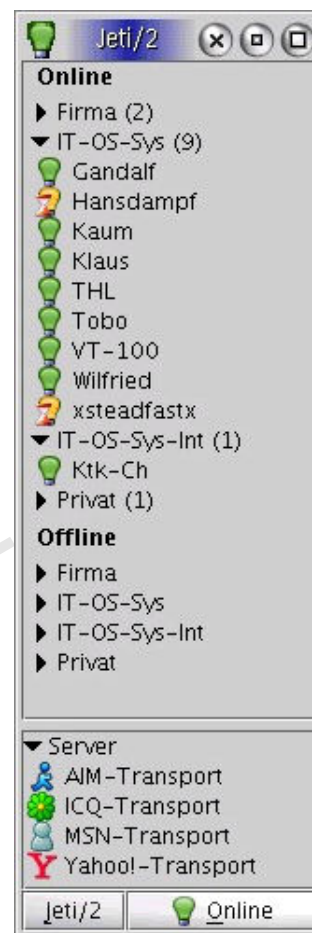 Jeti/2
Online
Firma (2)
IT-OS-Sys (9)
Gandalf
Hansdampf
Kaum
Klaus
THL
Tobo
VT-100
Wilfried
xsteadfastx
IT-OS-Sys-Int (1)
Ktk-Ch
Privat (1)
Offline
Firma
IT-OS-Sys
IT-OS-Sys-Int
Privat
Server
AIM-Transport
ICQ-Transport
MSN-Transport
Yahoo!-Transport
Jeti/2 Online